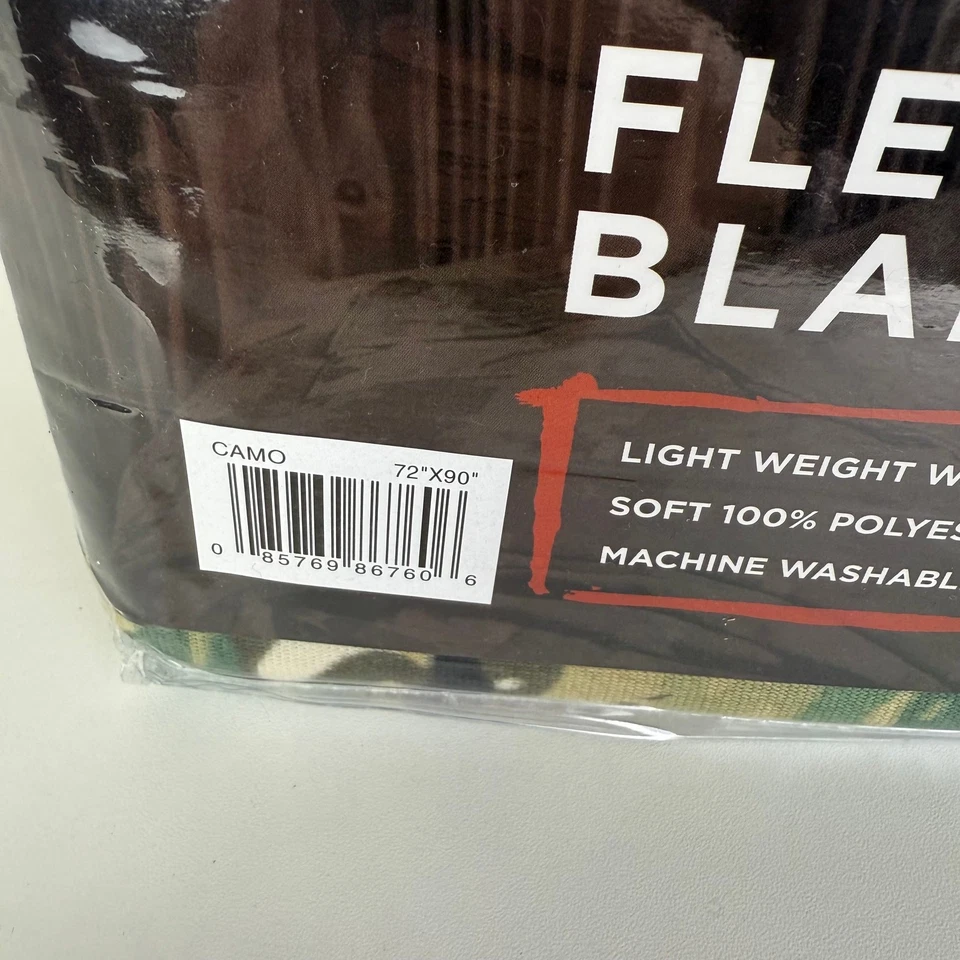 FLE
BLA
CAMO
72"X90"
0 85769 86760 6
LIGHT WEIGHT W
SOFT 100% POLYES
MACHINE WASHABL